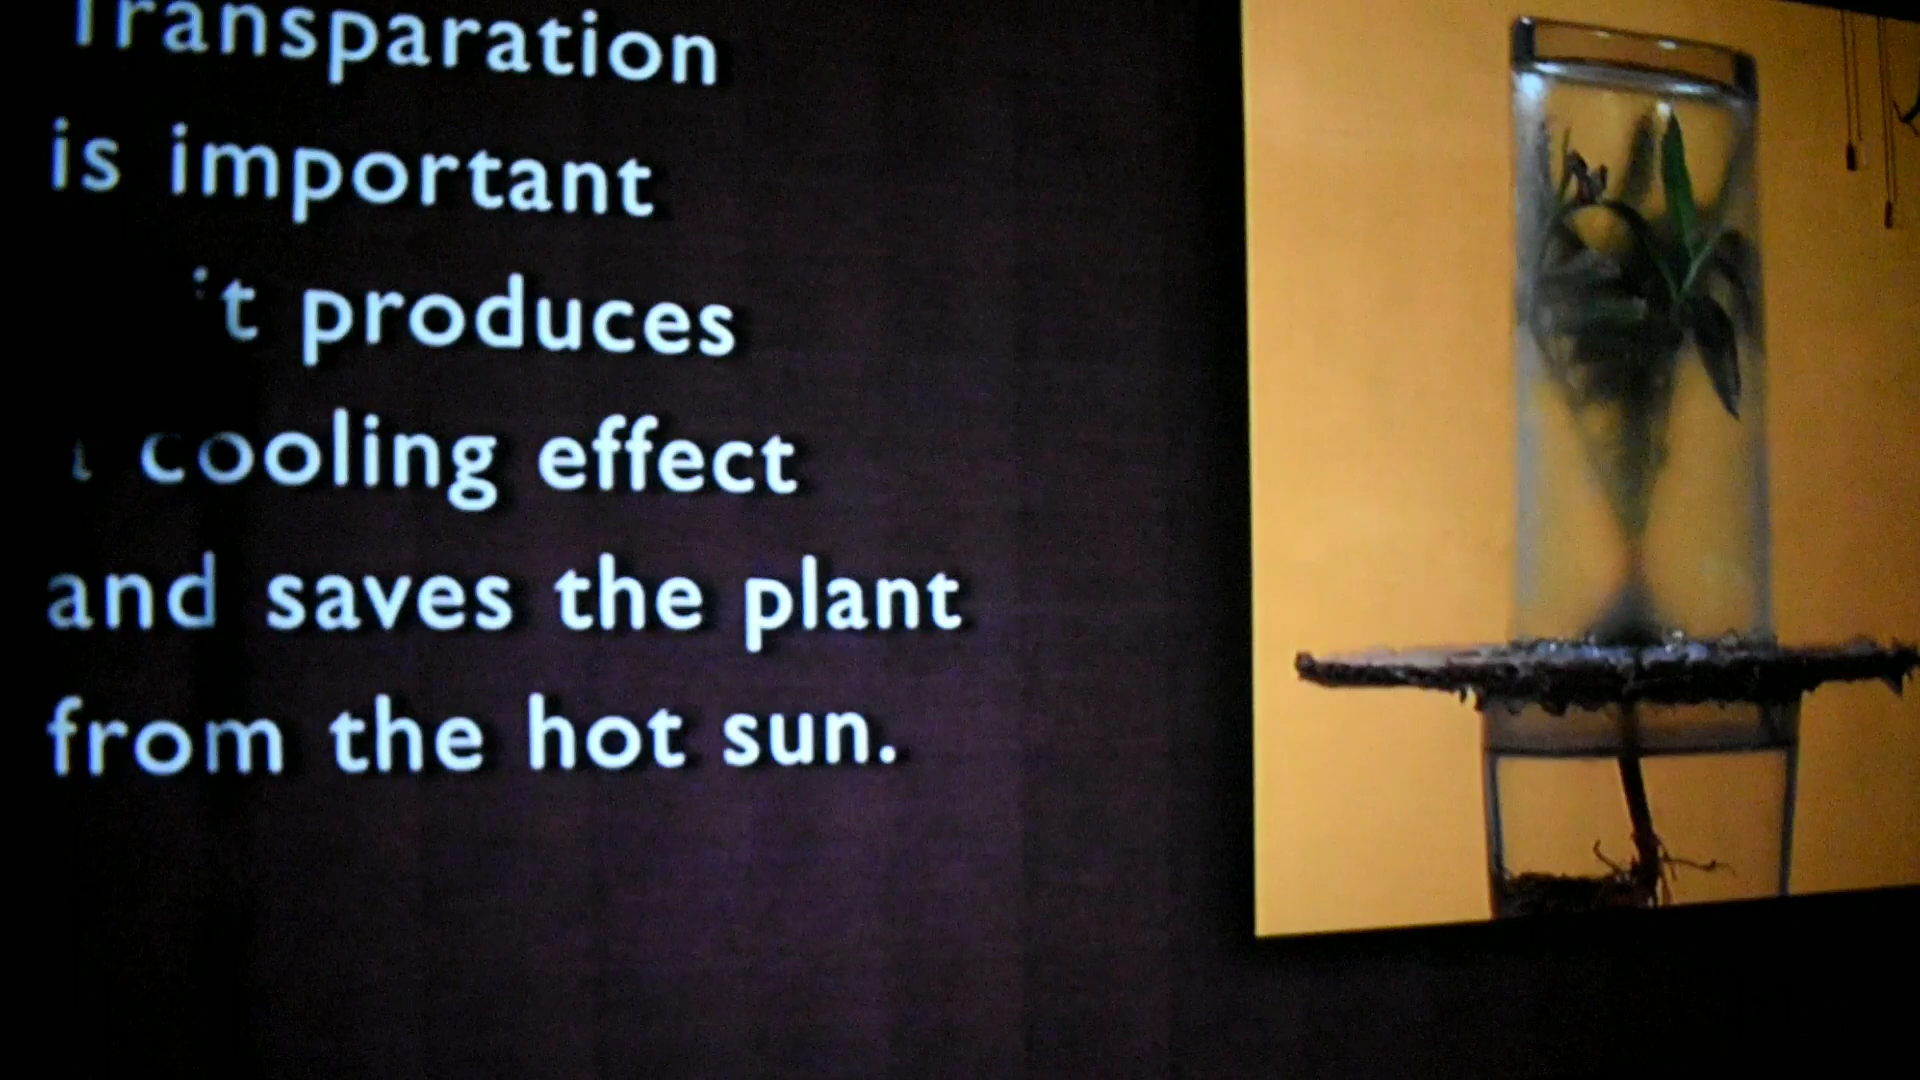 Transparation
is important
produces
cooling effect
and saves the plant
from the hot sun.